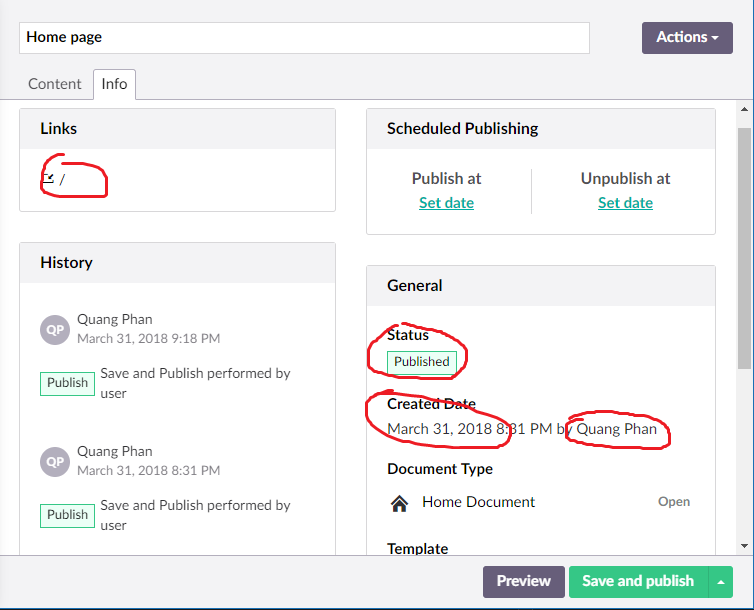 Home page
Actions
Content Info
Links
/
History
QP Quang Phan
March 31, 2018 9:18 PM
Publish Save and Publish performed by
user
QP Quang Phan
March 31, 2018 8:31 PM
Publish Save and Publish performed by
user
Scheduled Publishing
Publish at Unpublish at
Set date Set date
General
Status
Published
Created Date
March 31, 2018 8:31 PM by Quang Phan
Document Type
Home Document Open
Template
Preview Save and publish